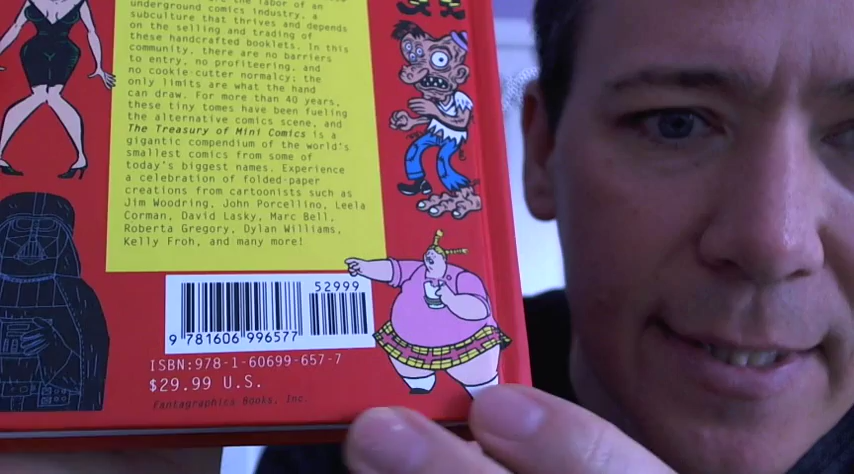 are the labor of an
underground comics industry, a
subculture that thrives and depends
on the selling and trading of
these handcrafted booklets. In this
community, there are no barriers
to entry, no profiteering, and
no cookie-cutter normalcy; the
only limits are what the hand
can draw. For more than 40 years,
these tiny tomes have been fueling
the alternative comics scene, and
The Treasury of Mini Comics is a
gigantic compendium of the world's
smallest comics from some of
today's biggest names. Experience
a celebration of folded-paper
creations from cartoonists such as
Jim Woodring, John Porcellino, Leela
Corman, David Lasky, Marc Bell,
Roberta Gregory, Dylan Williams,
Kelly Froh, and many more!
52999
9 781606 996577
ISBN:978-1-60699-657-7
$29.99 U.S.
Fantagraphics Books, Inc.